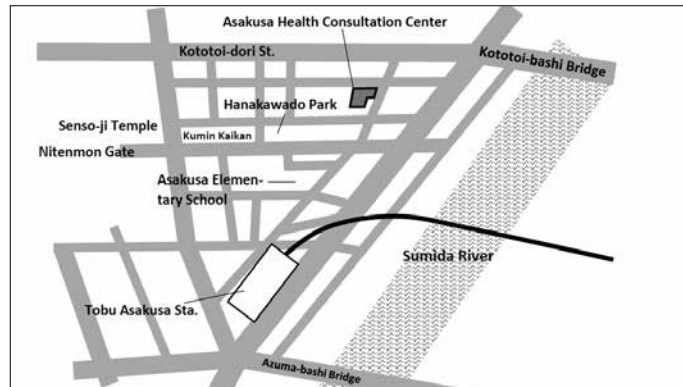 Asakusa Health Consultation Center
Kototoi-dori St.
Kototoi-bashi Bridge
Hanakawado Park
Senso-ji Temple
Kumin Kaikan
Nitenmon Gate
Asakusa Elemen-
tary School
Sumida River
Tobu Asakusa Sta.
Azuma-bashi Bridge